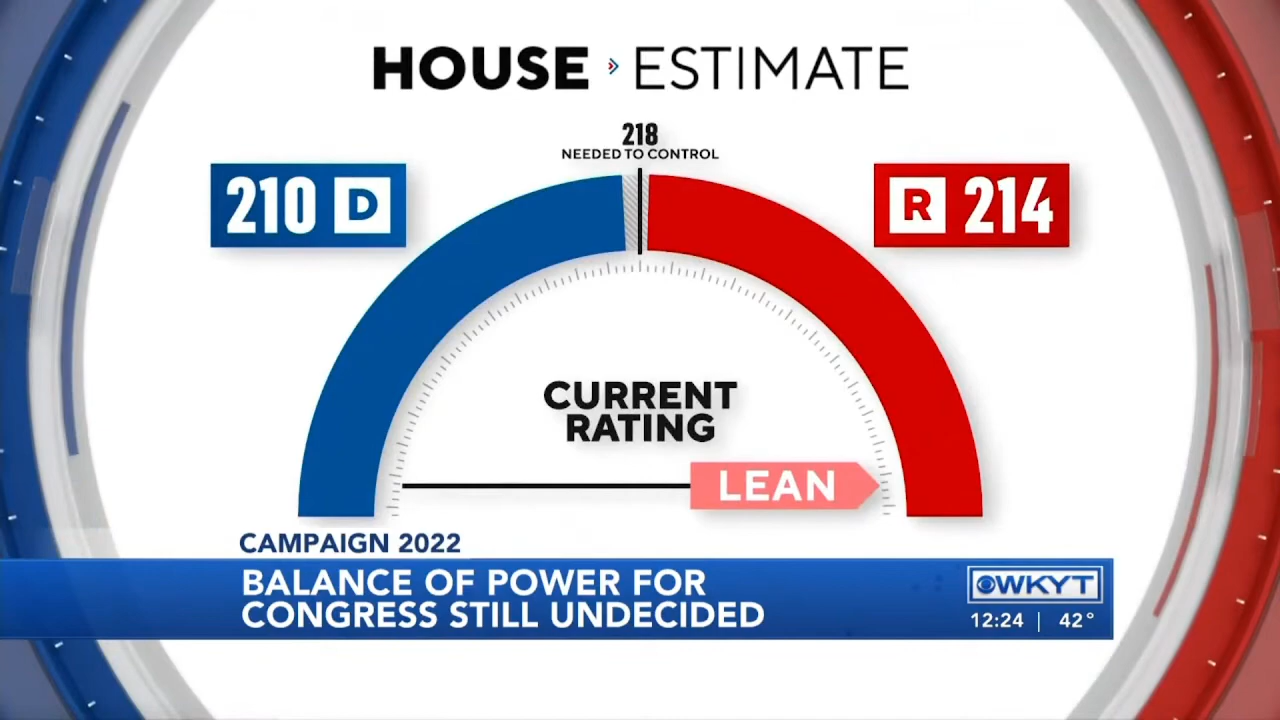 HOUSE ESTIMATE
218
NEEDED TO CONTROL
210 D
R 214
CURRENT
RATING
LEAN
CAMPAIGN 2022
BALANCE OF POWER FOR
CONGRESS STILL UNDECIDED
WKYT
12:24 | 42°